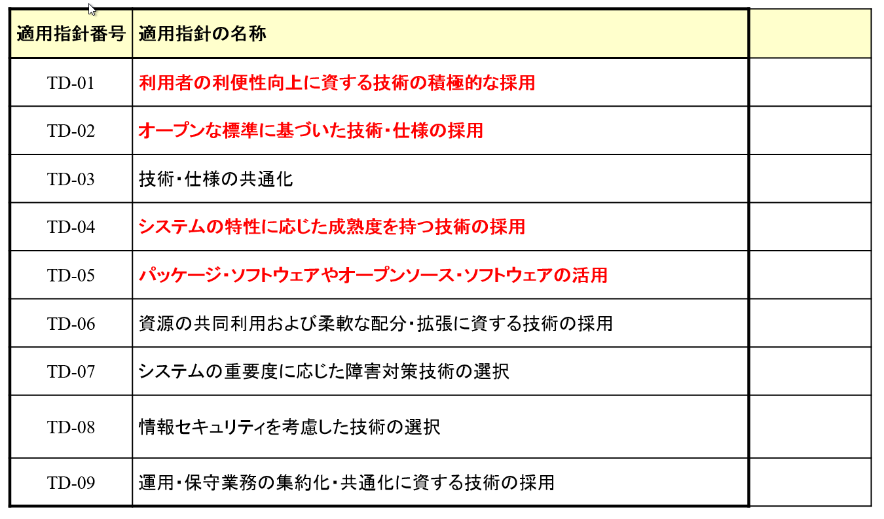 適用指針番号 適用指針の名称
TD-01 利用者の利便性向上に資する技術の積極的な採用
TD-02 オープンな標準に基づいた技術・仕様の採用
TD-03 技術・仕様の共通化
TD-04 システムの特性に応じた成熟度を持つ技術の採用
TD-05 パッケージ・ソフトウェアやオープンソース・ソフトウェアの活用
TD-06 資源の共同利用および柔軟な配分・拡張に資する技術の採用
TD-07 システムの重要度に応じた障害対策技術の選択
TD-08 情報セキュリティを考慮した技術の選択
TD-09 運用・保守業務の集約化・共通化に資する技術の採用